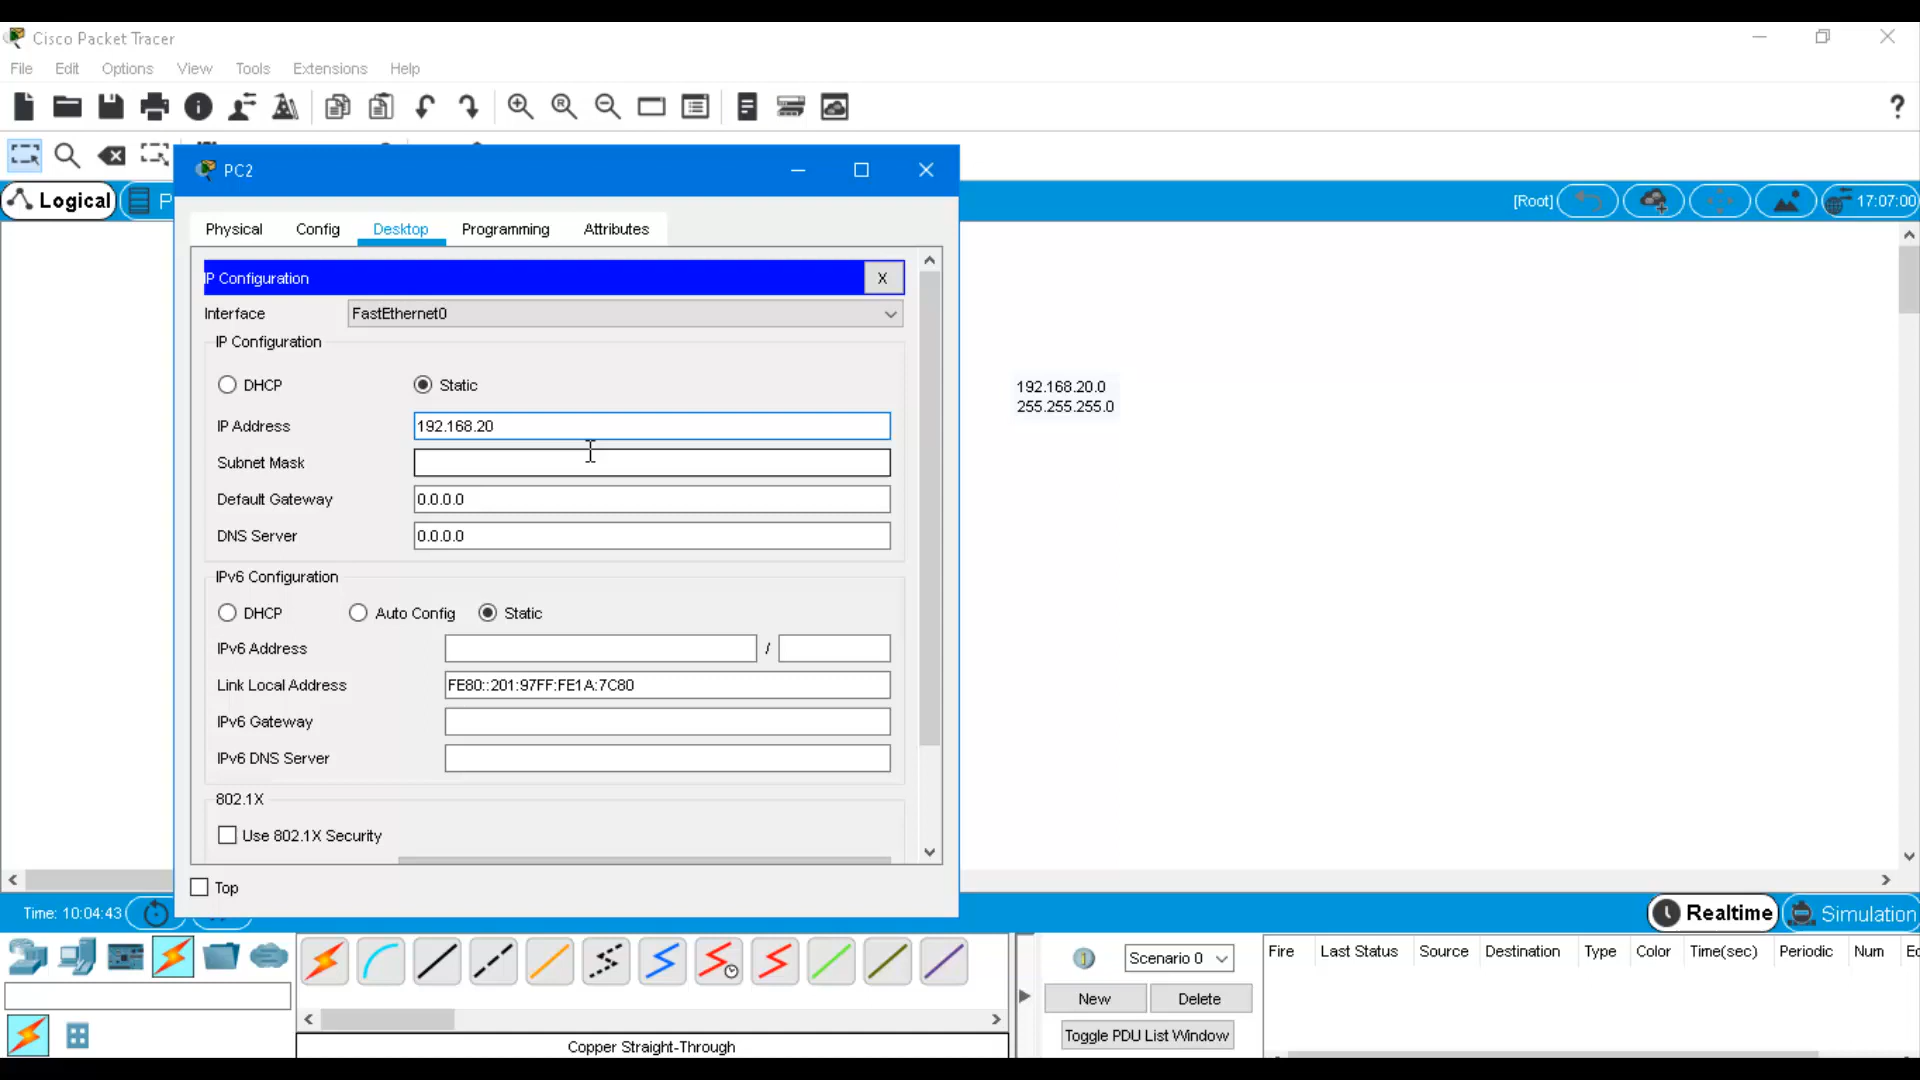 Cisco Packet Tracer
File Edit Options View Tools Extensions Help
PC2
Logical
[Root]
17:07:00
Physical Config Desktop Programming Attributes
IP Configuration
X
Interface FastEthernet0
IP Configuration
DHCP Static
IP Address 192.168.20
Subnet Mask
Default Gateway 0.0.0.0
DNS Server 0.0.0.0
IPv6 Configuration
DHCP Auto Config Static
IPv6 Address /
Link Local Address FE80::201:97FF:FE1A:7C80
IPv6 Gateway
IPv6 DNS Server
802.1X
Use 802.1X Security
Top
192.168.20.0
255.255.255.0
Time: 10:04:43
Realtime
Simulation
Scenario 0
Fire Last Status Source Destination Type Color Time(sec) Periodic Num
New Delete
Toggle PDU List Window
Copper Straight-Through